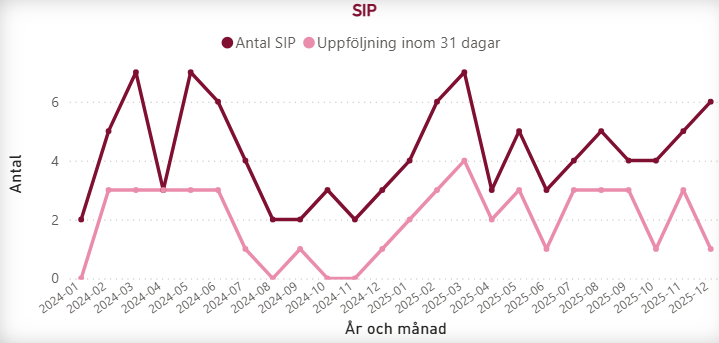 SIP
Antal SIP Uppföljning inom 31 dagar
Antal
6
4
2
0
2024-01 2024-02 2024-03 2024-04 2024-05 2024-06 2024-07 2024-08 2024-09 2024-10 2024-11 2024-12 2025-01 2025-02 2025-03 2025-04 2025-05 2025-06 2025-07 2025-08 2025-09 2025-10 2025-11 2025-12
År och månad